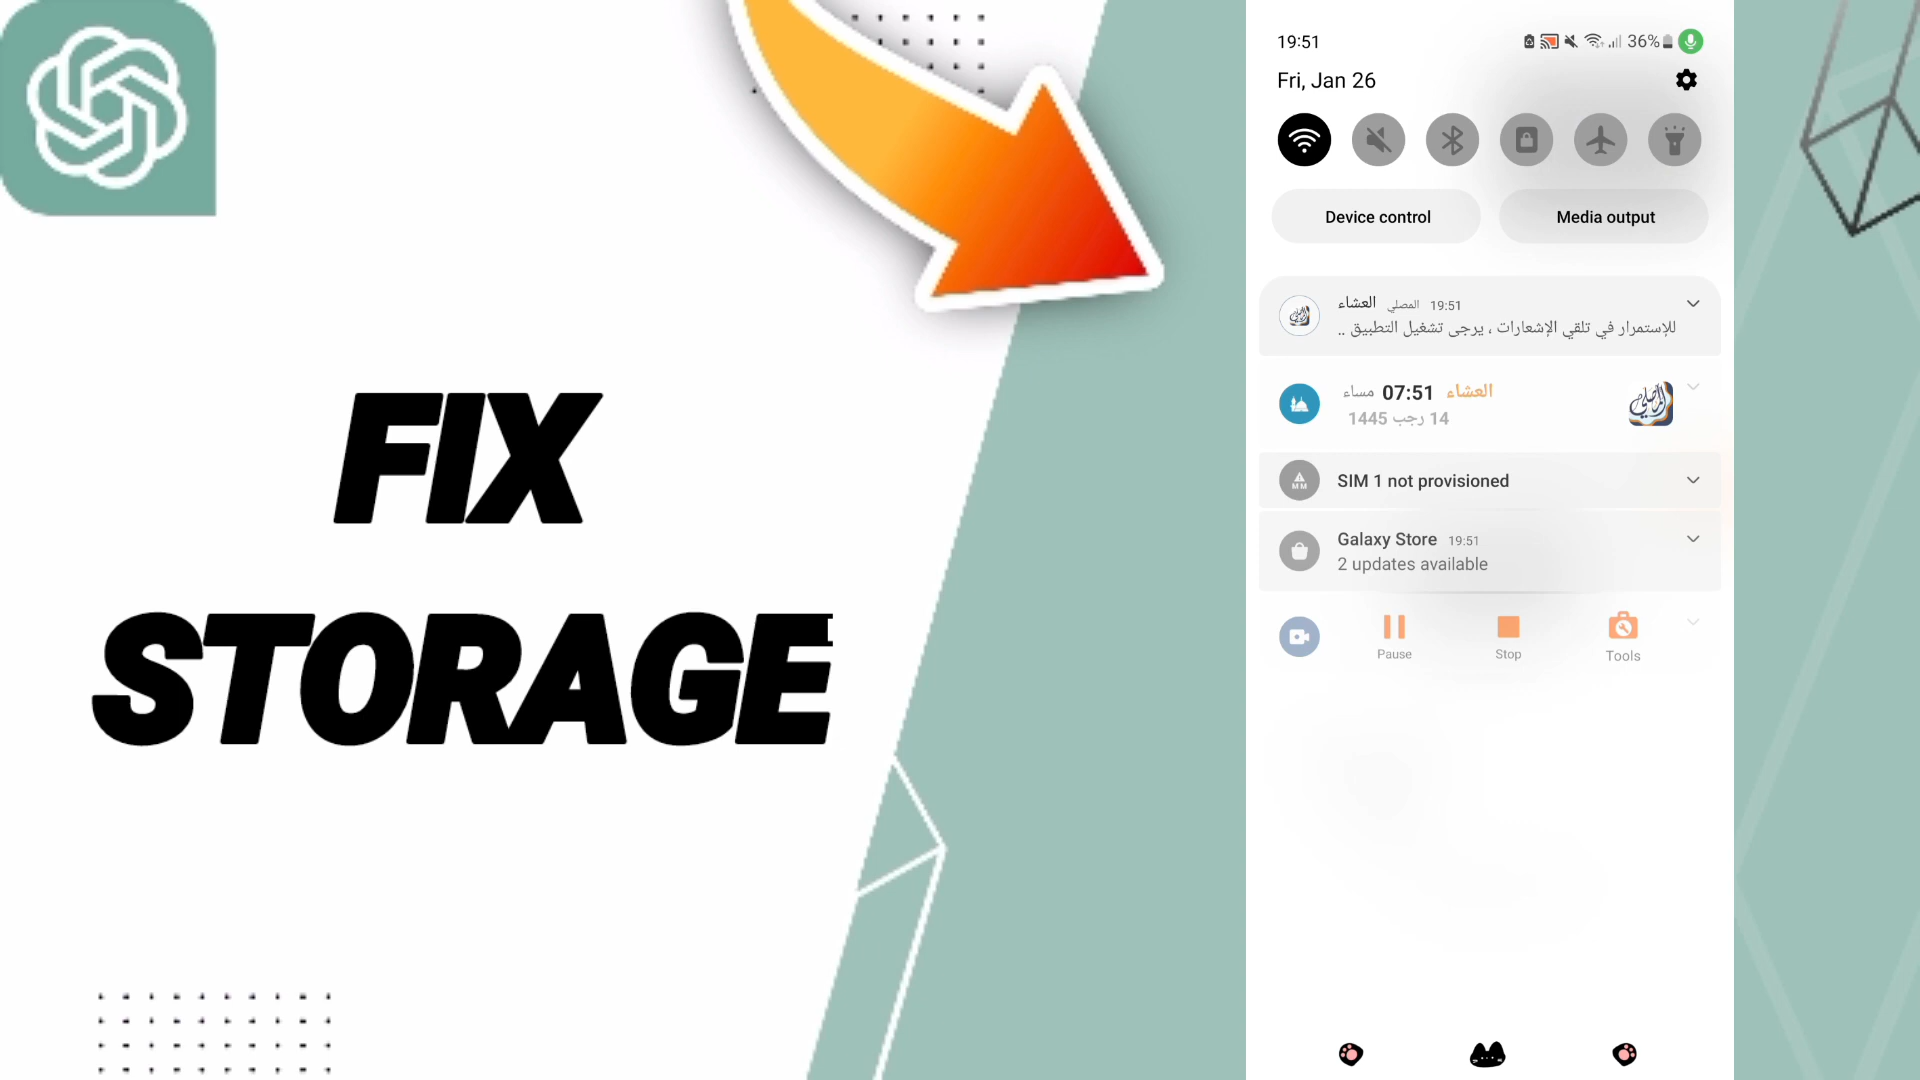 FIX
STORAGE
19:51
36%
Fri, Jan 26
Device control
Media output
العشاء المصلي 19:51
للإستمرار في تلقي الإشعارات ، يرجى تشغيل التطبيق ..
العشاء 07:51 مساء
14 رجب 1445
المصلي
SIM 1 not provisioned
Galaxy Store 19:51
2 updates available
Pause
Stop
Tools